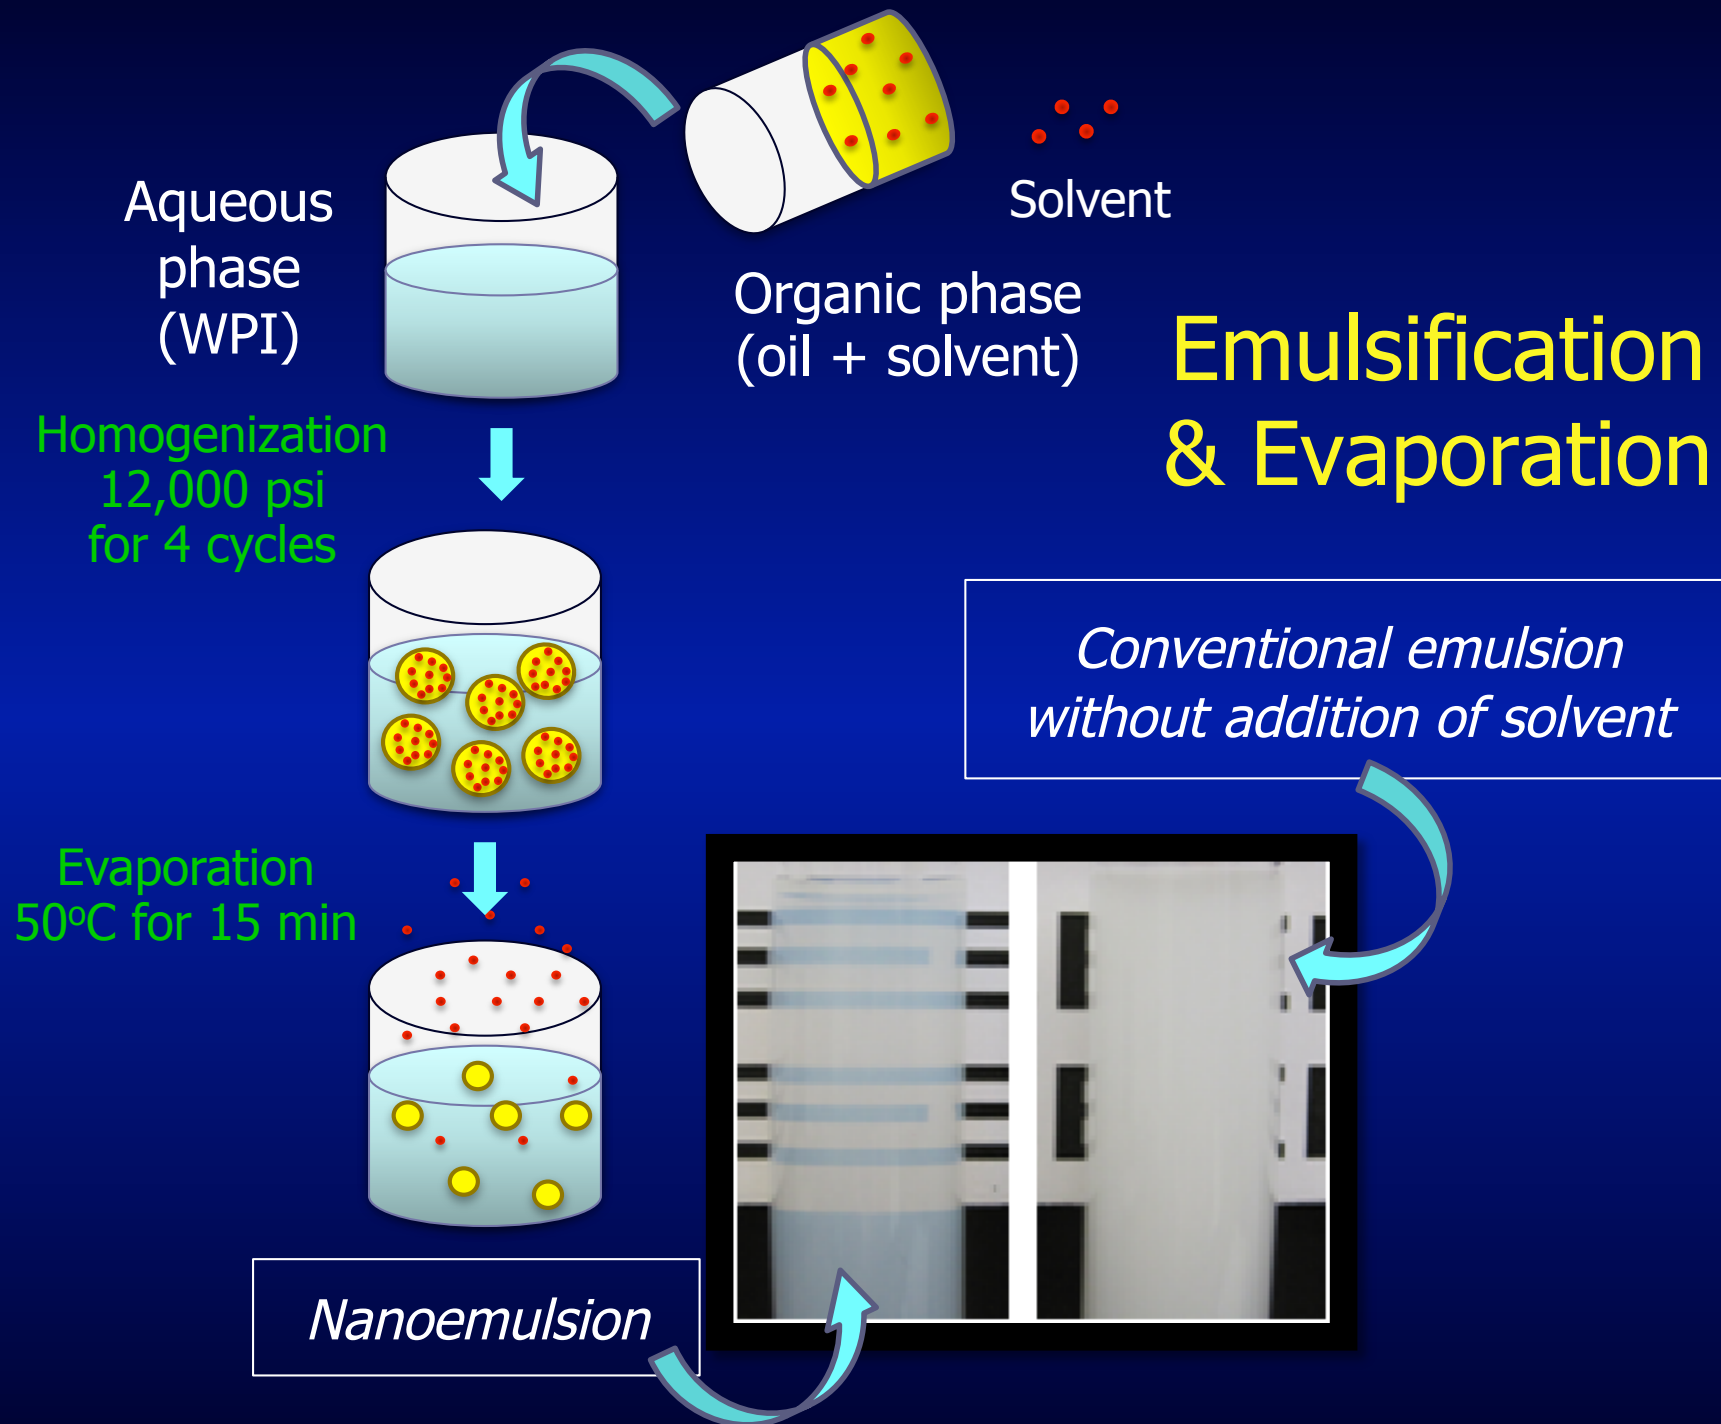 Aqueous
phase
(WPI)
Solvent
Organic phase
(oil + solvent)
Emulsification
& Evaporation
Homogenization
12,000 psi
for 4 cycles
Conventional emulsion
without addition of solvent
Evaporation
50°C for 15 min
Nanoemulsion